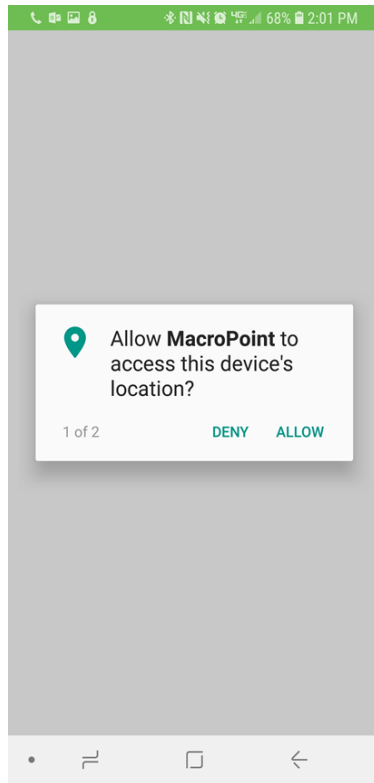 68% 2:01 PM
Allow MacroPoint to
access this device's
location?
1 of 2 DENY ALLOW